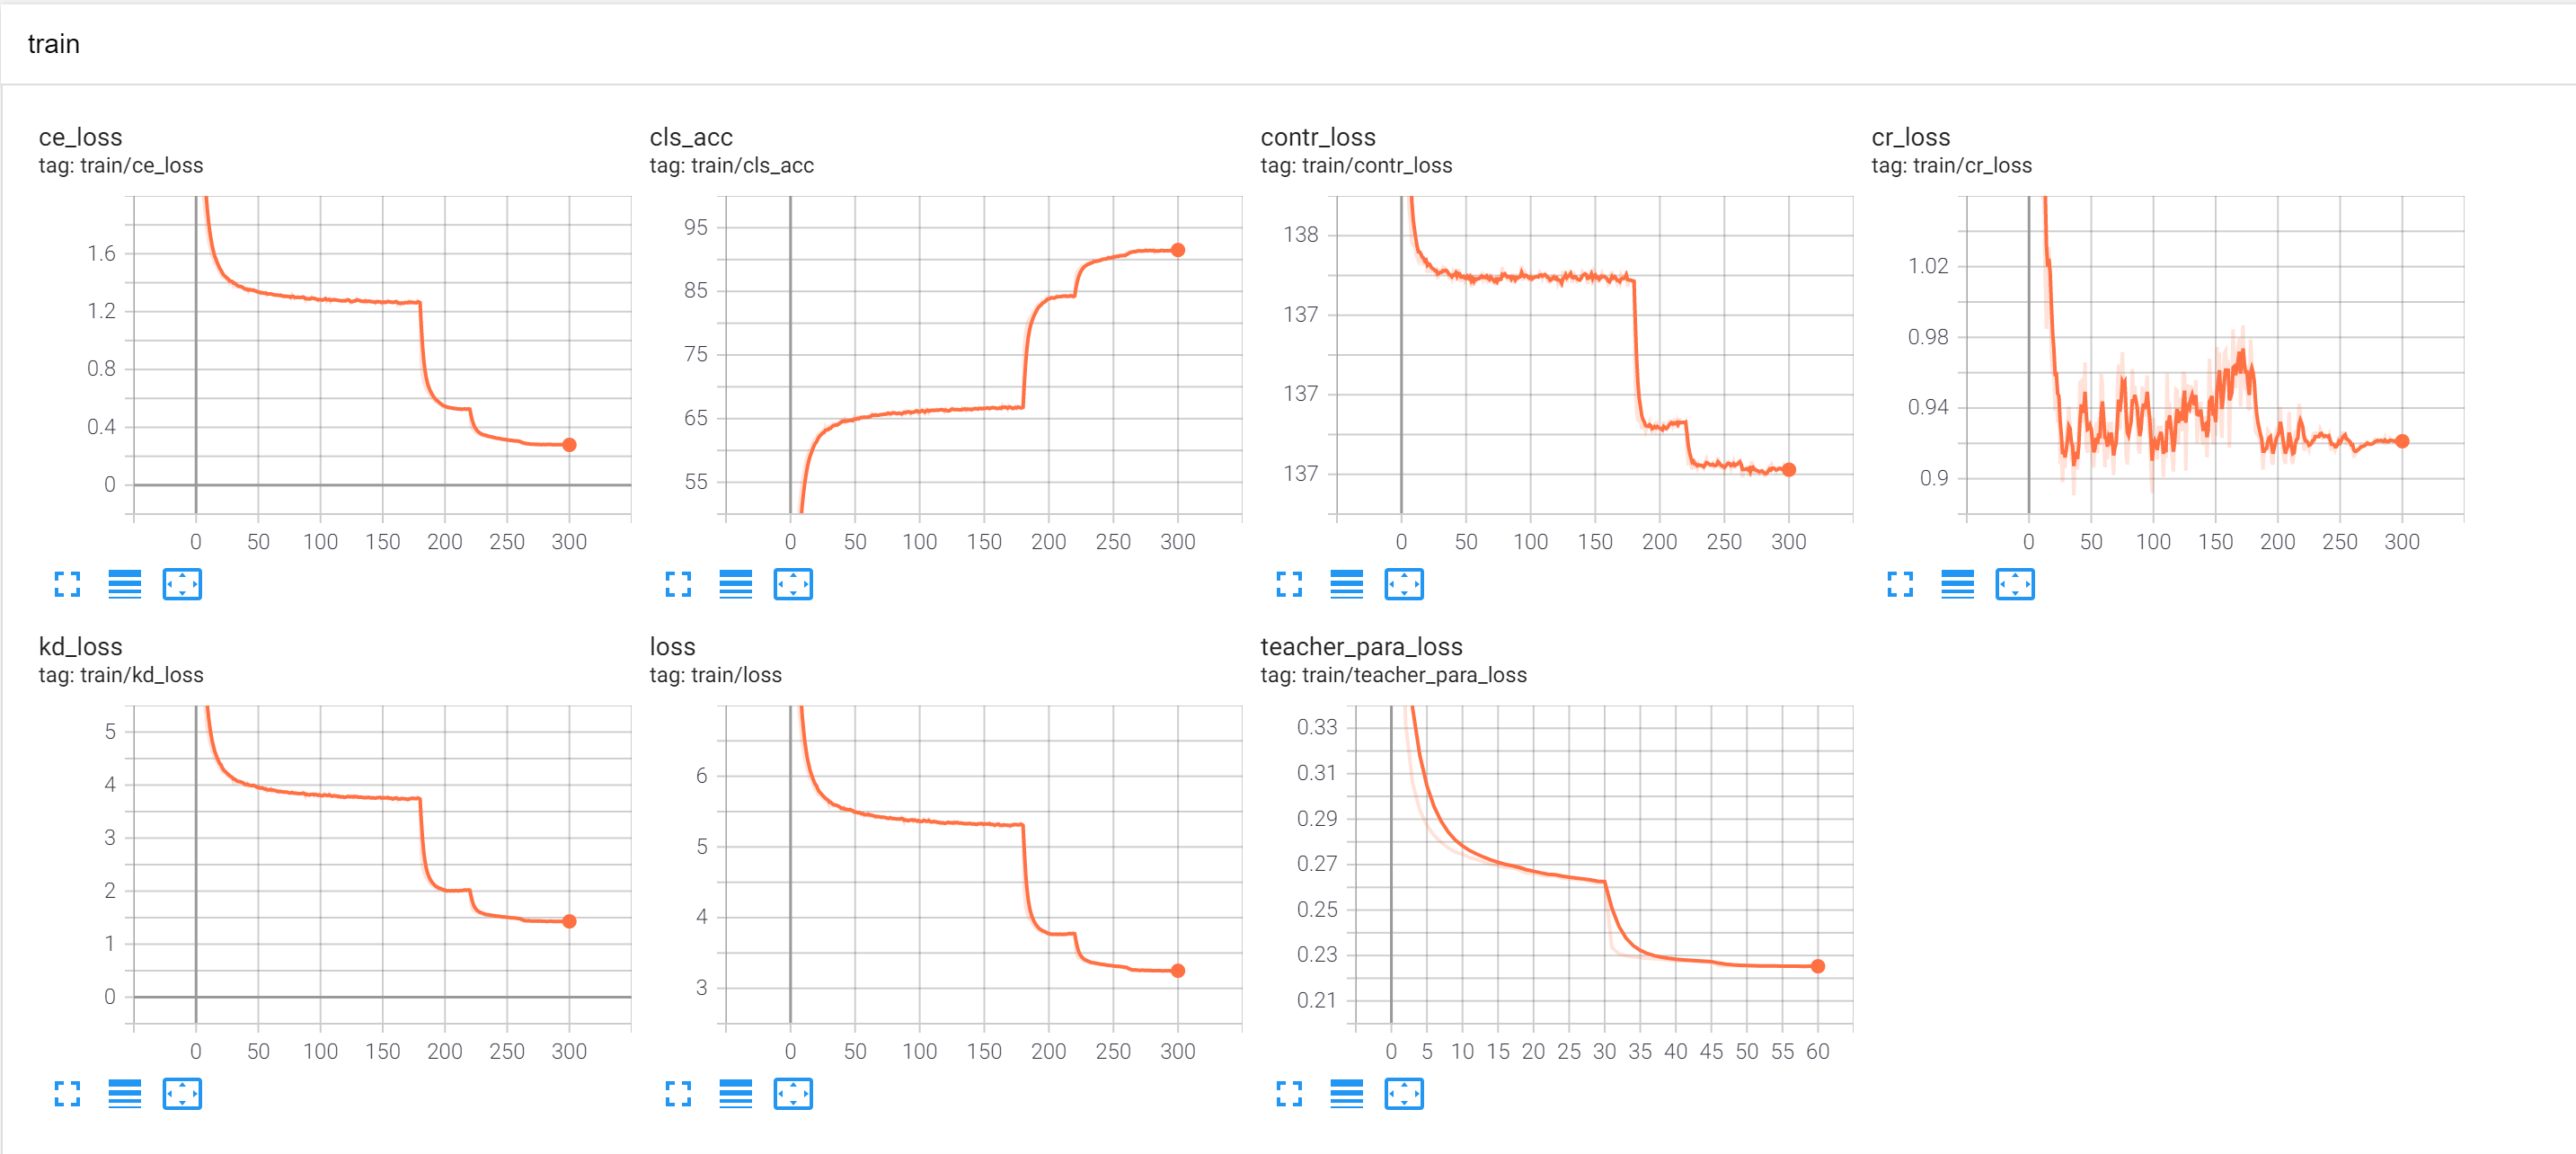 train
ce_loss
tag: train/ce_loss
1.6
1.2
0.8
0.4
0
0 50 100 150 200 250 300
cls_acc
tag: train/cls_acc
95
85
75
65
55
0 50 100 150 200 250 300
contr_loss
tag: train/contr_loss
138
137
137
137
0 50 100 150 200 250 300
cr_loss
tag: train/cr_loss
1.02
0.98
0.94
0.9
0 50 100 150 200 250 300
kd_loss
tag: train/kd_loss
5
4
3
2
1
0
0 50 100 150 200 250 300
loss
tag: train/loss
6
5
4
3
0 50 100 150 200 250 300
teacher_para_loss
tag: train/teacher_para_loss
0.33
0.31
0.29
0.27
0.25
0.23
0.21
0 5 10 15 20 25 30 35 40 45 50 55 60